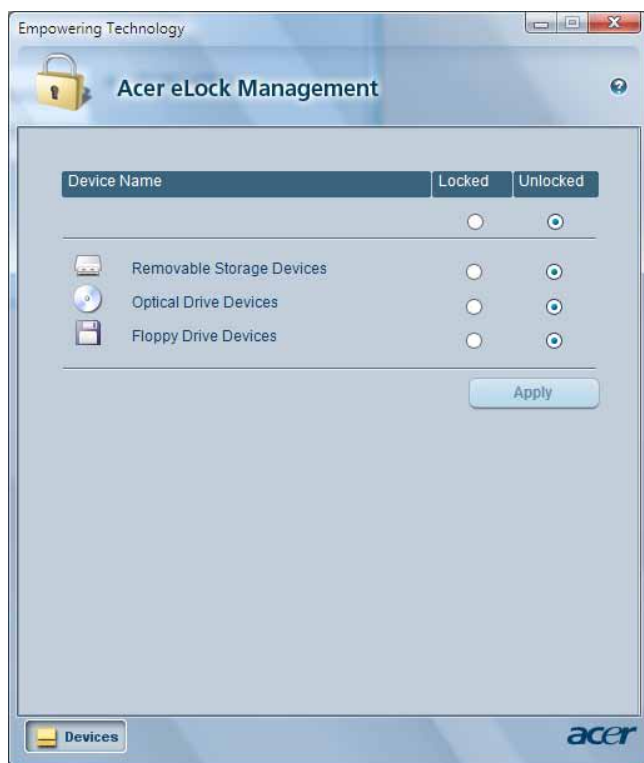 Empowering Technology
Acer eLock Management
Device Name Locked Unlocked
Removable Storage Devices
Optical Drive Devices
Floppy Drive Devices
Apply
Devices
acer